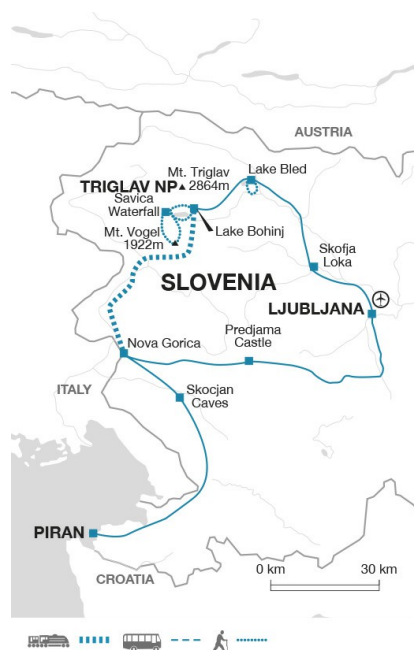 AUSTRIA
Mt. Triglav
2864m
Lake Bled
TRIGLAV NP
Savica
Waterfall
Mt. Vogel
1922m
Lake Bohinj
Skofja
Loka
SLOVENIA
LJUBLJANA
Nova Gorica
Predjama
Castle
ITALY
Skocjan
Caves
PIRAN
CROATIA
0 km
30 km